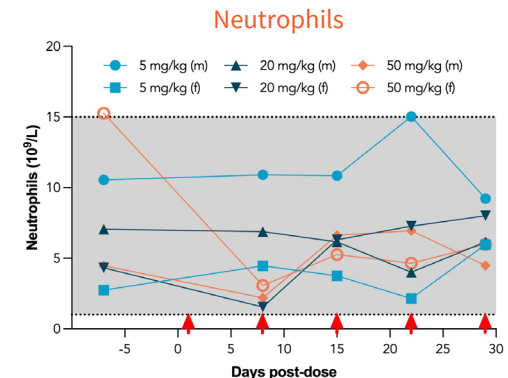 Neutrophils
20
5 mg/kg (m) 20 mg/kg (m) 50 mg/kg (m)
5 mg/kg (f) 20 mg/kg (f) 50 mg/kg (f)
15
Neutrophils (10⁹/L)
10
5
0
-5 0 5 10 15 20 25 30
Days post-dose